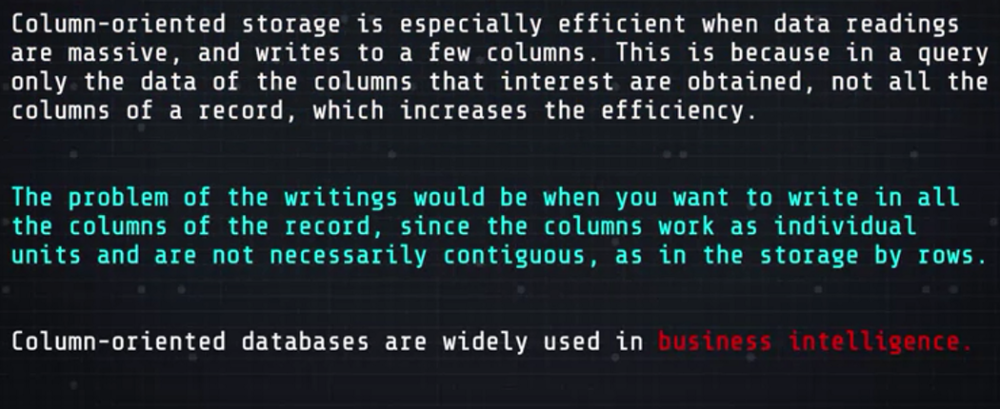 Column-oriented storage is especially efficient when data readings
are massive, and writes to a few columns. This is because in a query
only the data of the columns that interest are obtained, not all the
columns of a record, which increases the efficiency.
The problem of the writings would be when you want to write in all
the columns of the record, since the columns work as individual
units and are not necessarily contiguous, as in the storage by rows.
Column-oriented databases are widely used in business intelligence.